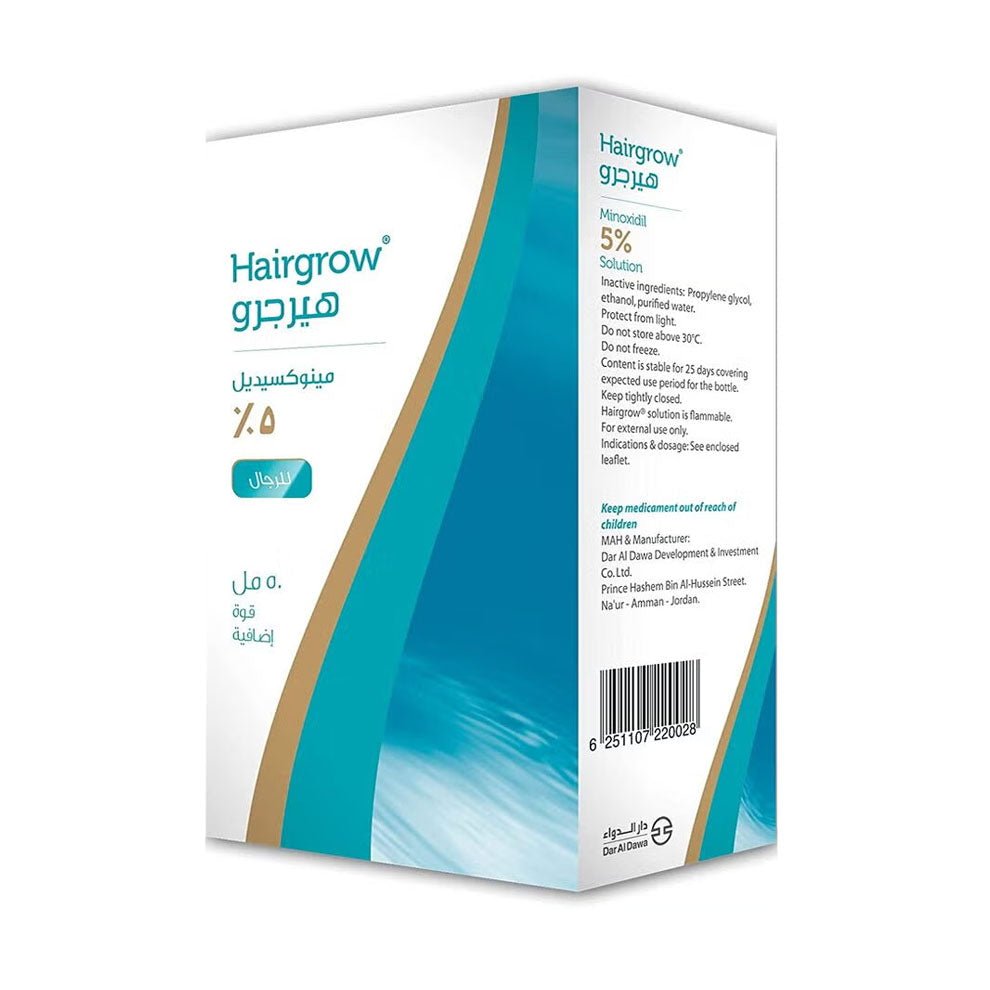 Hairgrow®
هيرجرو
مينوكسيديل
٥٪
للرجال
٥٠ مل
قوة
إضافية
Hairgrow®
هيرجرو
Minoxidil
5%
Solution
Inactive ingredients: Propylene glycol,
ethanol, purified water.
Protect from light.
Do not store above 30°C.
Do not freeze.
Content is stable for 25 days covering
expected use period for the bottle.
Keep tightly closed.
Hairgrow® solution is flammable.
For external use only.
Indications & dosage: See enclosed
leaflet.
Keep medicament out of reach of
children
MAH & Manufacturer:
Dar Al Dawa Development & Investment
Co. Ltd.
Prince Hashem Bin Al-Hussein Street.
Na'ur - Amman - Jordan.
6 251107 220028
دار الـدواء
Dar Al Dawa